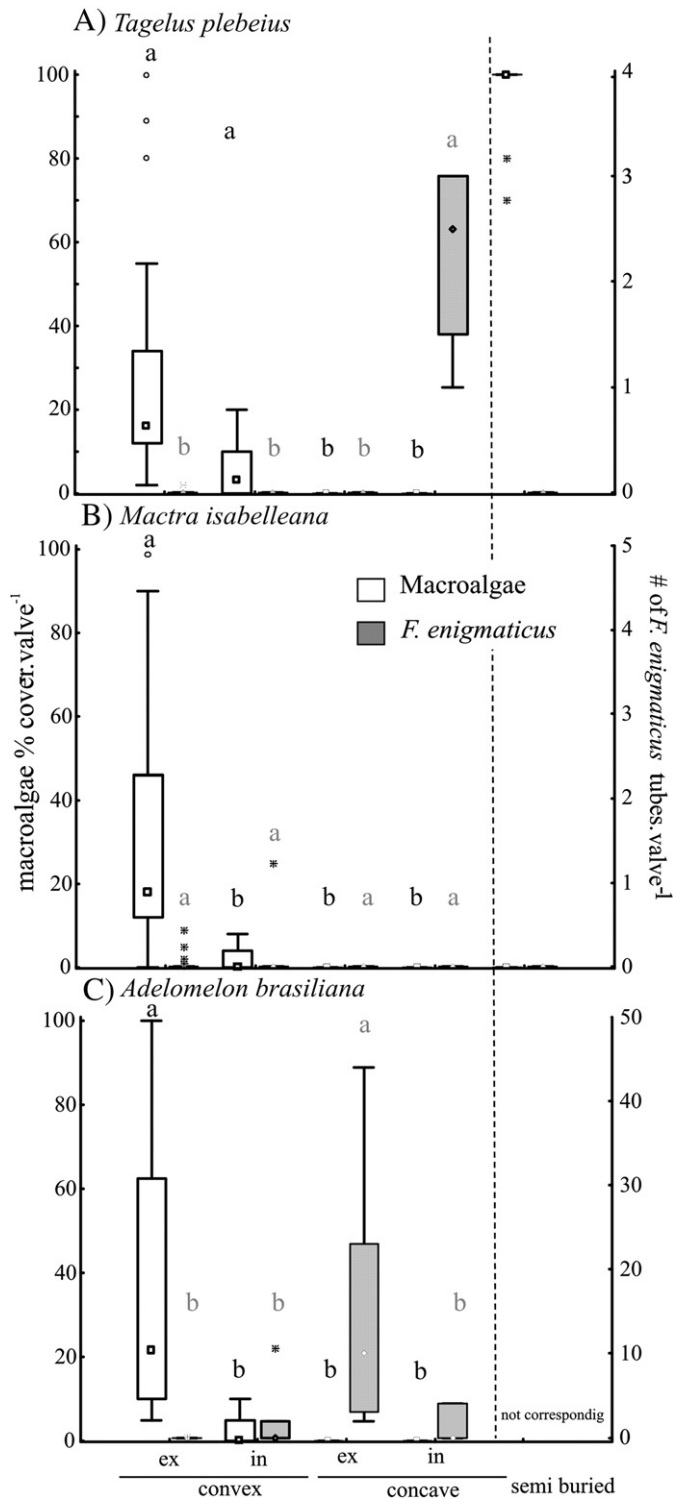 A) Tagelus plebeius
a
100
4
a
a
80
3
60
2
40
1
20
b
b
b
b
b
0
0
B) Mactra isabelleana
a
100
5
Macroalgae
F. enigmaticus
80
4
60
3
macroalgae % cover.valve-1
# of F. enigmaticus tubes.valve-1
40
2
a
20
a
b
b
a
b
a
1
0
0
C) Adelomelon brasiliana
a
100
a
50
80
40
60
30
40
b
b
b
20
20
b
b
b
10
not correspondig
0
0
ex
in
ex
in
convex
concave
semi buried